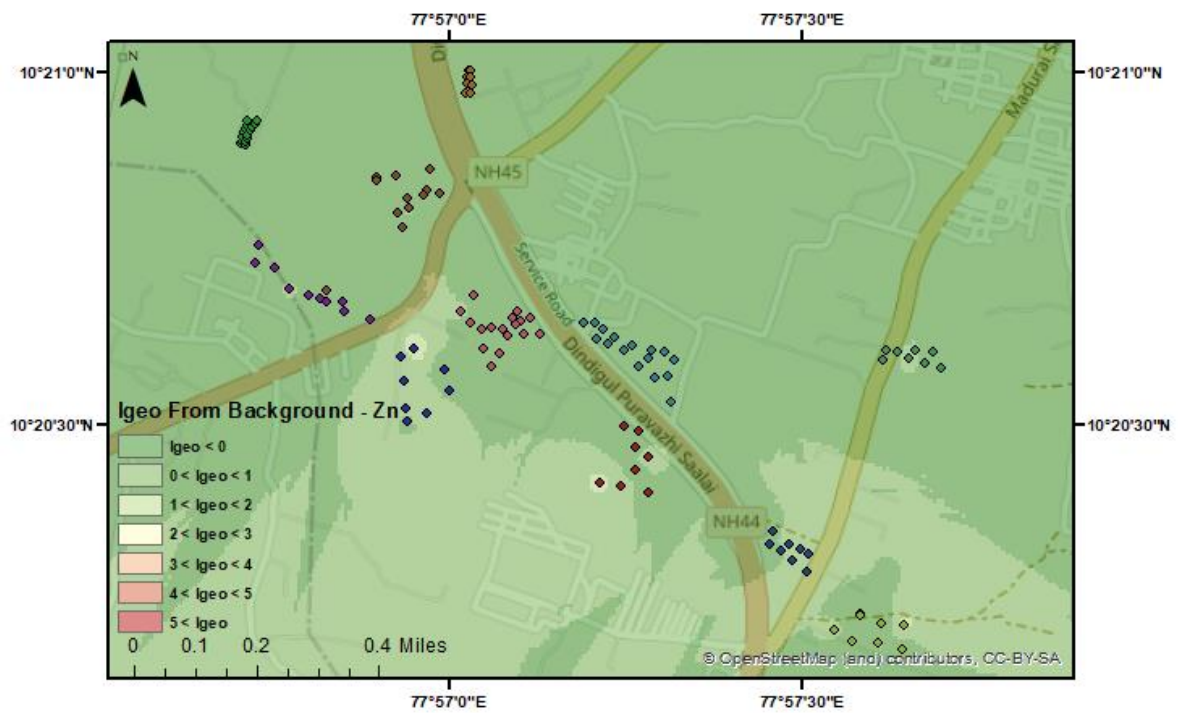 77°57'0"E 77°57'30"E
N
10°21'0"N 10°21'0"N
Di
Madurai S
NH45
Service Road
Dindigul Puravazhi Saalai
10°20'30"N 10°20'30"N
NH44
Igeo From Background - Zn
Igeo < 0
0 < Igeo < 1
1 < Igeo < 2
2 < Igeo < 3
3 < Igeo < 4
4 < Igeo < 5
5 < Igeo
0 0.1 0.2 0.4 Miles
© OpenStreetMap (and) contributors, CC-BY-SA
77°57'0"E 77°57'30"E